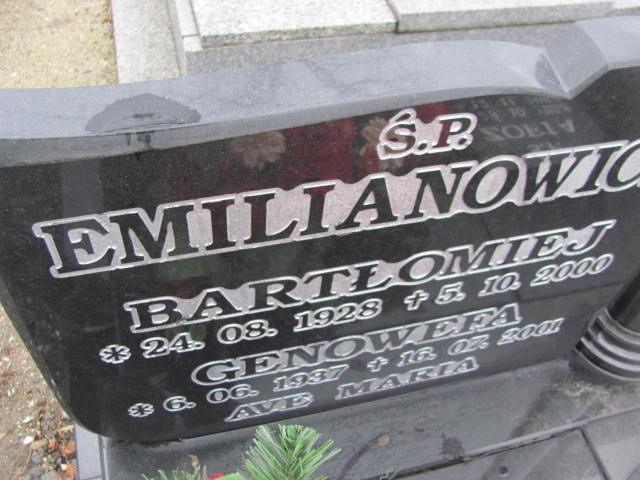 Ś.P.
EMILIANOWIC
BARTŁOMIEJ
* 24. 08. 1928 † 5. 10. 2000
GENOWEFA
* 6. 06. 1937 † 16. 07. 2001
AVE MARIA